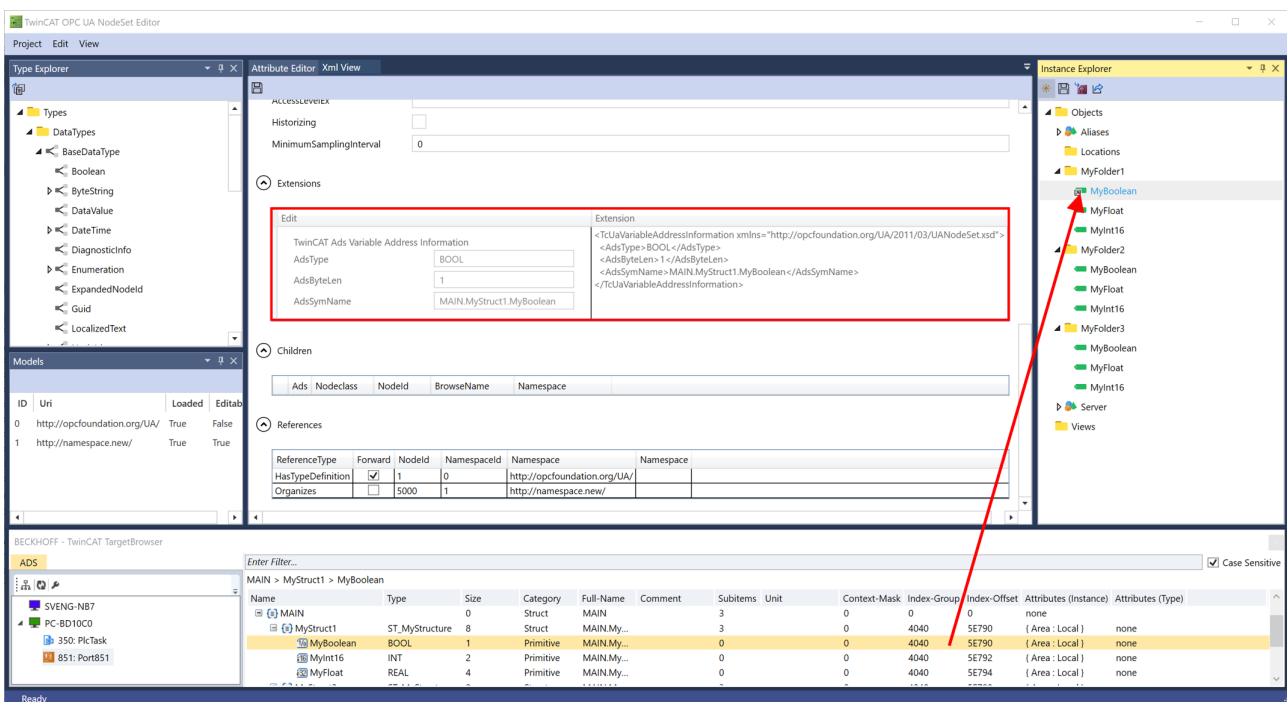 TwinCAT OPC UA NodeSet Editor
Project Edit View
Type Explorer
Types
DataTypes
BaseDataType
Boolean
ByteString
DataValue
DateTime
DiagnosticInfo
Enumeration
ExpandedNodeId
Guid
LocalizedText
Models
ID Uri Loaded Editab
0 http://opcfoundation.org/UA/ True False
1 http://namespace.new/ True True
Attribute Editor Xml View
AccessLevelEx
Historizing
MinimumSamplingInterval 0
Extensions
Edit Extension
TwinCAT Ads Variable Address Information
AdsType BOOL
AdsByteLen 1
AdsSymName MAIN.MyStruct1.MyBoolean
<TcUaVariableAddressInformation xmlns="http://opcfoundation.org/UA/2011/03/UANodeSet.xsd">
<AdsType>BOOL</AdsType>
<AdsByteLen>1</AdsByteLen>
<AdsSymName>MAIN.MyStruct1.MyBoolean</AdsSymName>
</TcUaVariableAddressInformation>
Children
Ads Nodeclass NodeId BrowseName Namespace
References
ReferenceType Forward NodeId NamespaceId Namespace Namespace
HasTypeDefinition 1 0 http://opcfoundation.org/UA/
Organizes 5000 1 http://namespace.new/
Instance Explorer
Objects
Aliases
Locations
MyFolder1
MyBoolean
MyFloat
MyInt16
MyFolder2
MyBoolean
MyFloat
MyInt16
MyFolder3
MyBoolean
MyFloat
MyInt16
Server
Views
BECKHOFF - TwinCAT TargetBrowser
ADS
SVENG-NB7
PC-BD10C0
350: PlcTask
851: Port851
Enter Filter...
Case Sensitive
MAIN > MyStruct1 > MyBoolean
Name Type Size Category Full-Name Comment Subitems Unit Context-Mask Index-Group Index-Offset Attributes (Instance) Attributes (Type)
MAIN 0 Struct MAIN 3 0 0 0 none
MyStruct1 ST_MyStructure 8 Struct MAIN.My... 3 0 4040 5E790 { Area : Local } none
MyBoolean BOOL 1 Primitive MAIN.My... 0 0 4040 5E790 { Area : Local } none
MyInt16 INT 2 Primitive MAIN.My... 0 0 4040 5E792 { Area : Local } none
MyFloat REAL 4 Primitive MAIN.My... 0 0 4040 5E794 { Area : Local } none
Ready